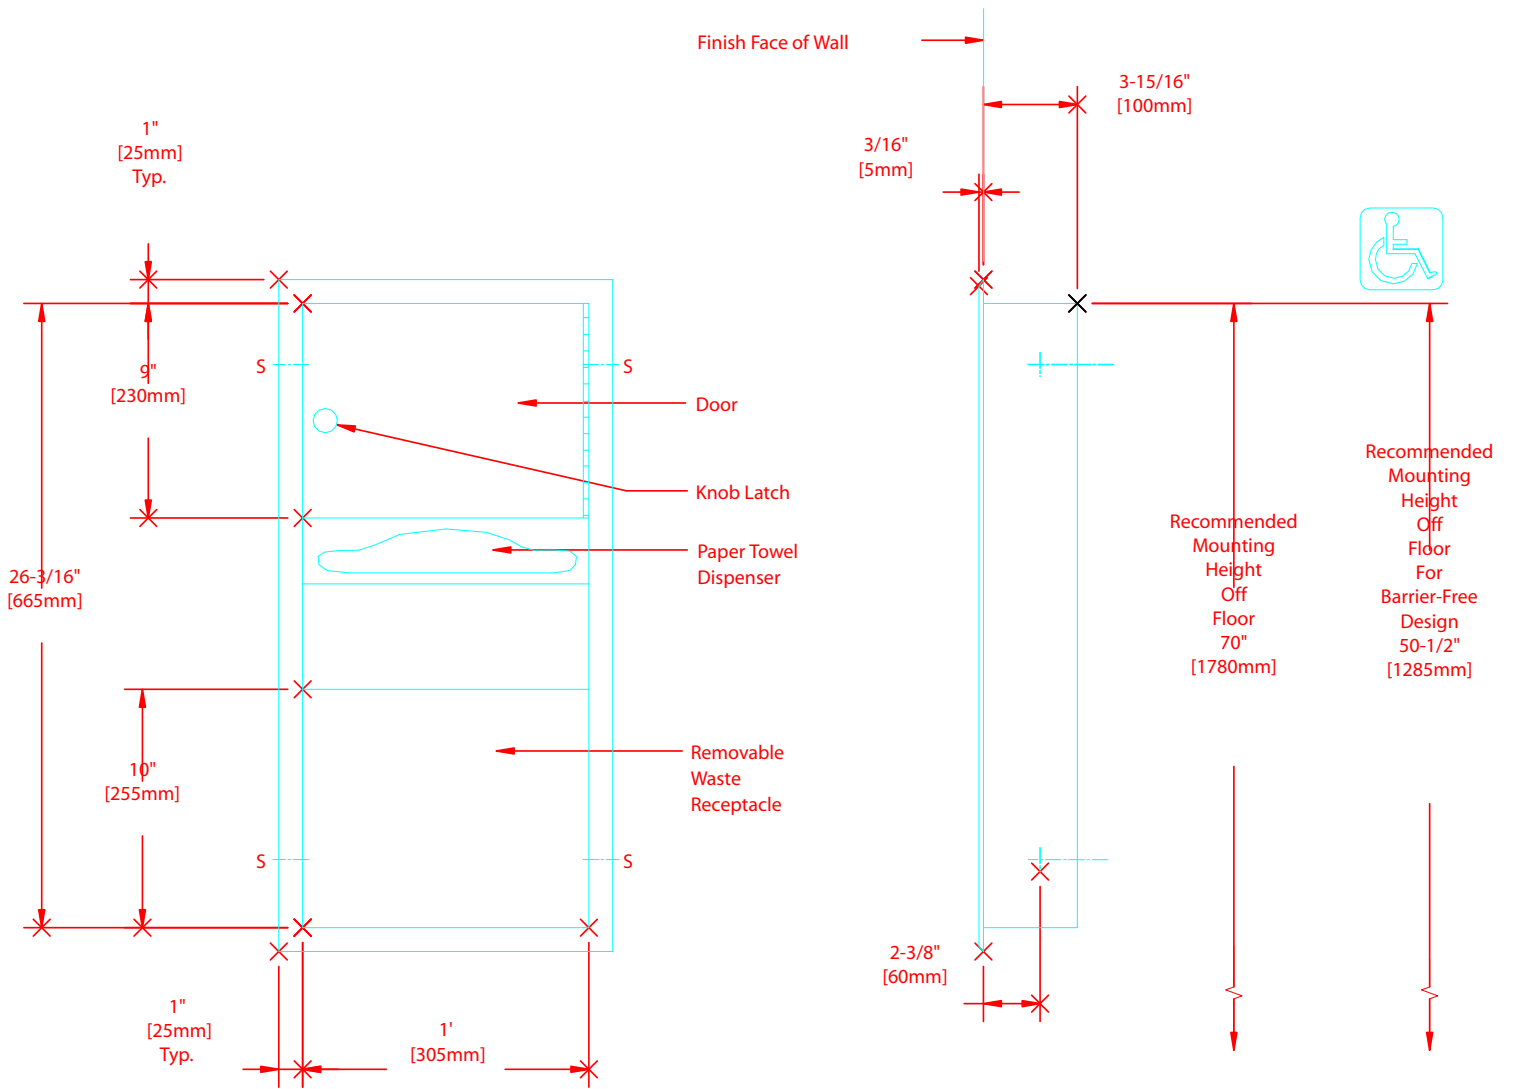 Finish Face of Wall
3-15/16"
[100mm]
1"
[25mm]
Typ.
3/16"
[5mm]
S
S
9"
[230mm]
Door
Knob Latch
Paper Towel
Dispenser
26-3/16"
[665mm]
Recommended
Mounting
Height
Off
Floor
70"
[1780mm]
Recommended
Mounting
Height
Off
Floor
For
Barrier-Free
Design
50-1/2"
[1285mm]
10"
[255mm]
Removable
Waste
Receptacle
S
S
2-3/8"
[60mm]
1"
[25mm]
Typ.
1'
[305mm]